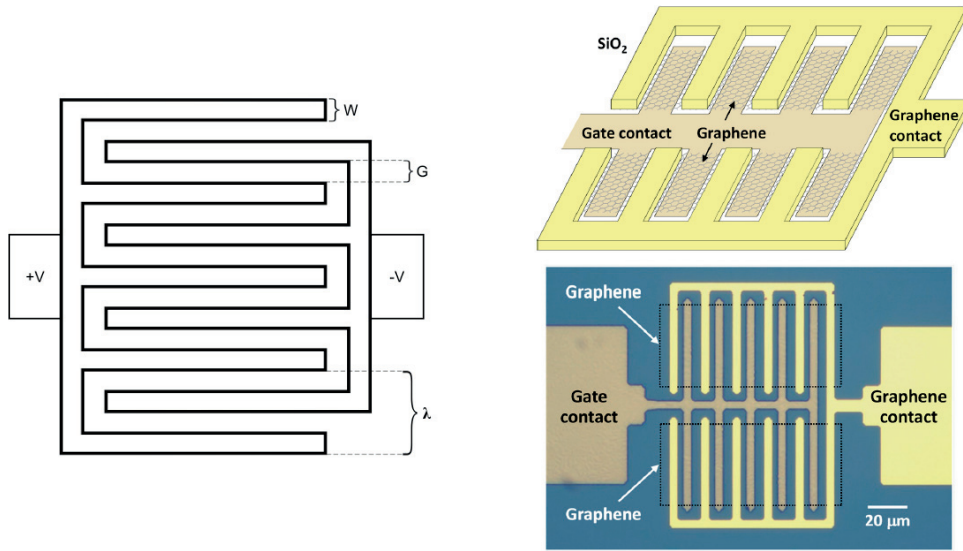 W
G
+V
-V
λ
SiO₂
Gate contact
Graphene
Graphene
contact
Graphene
Gate
contact
Graphene
contact
Graphene
20 μm